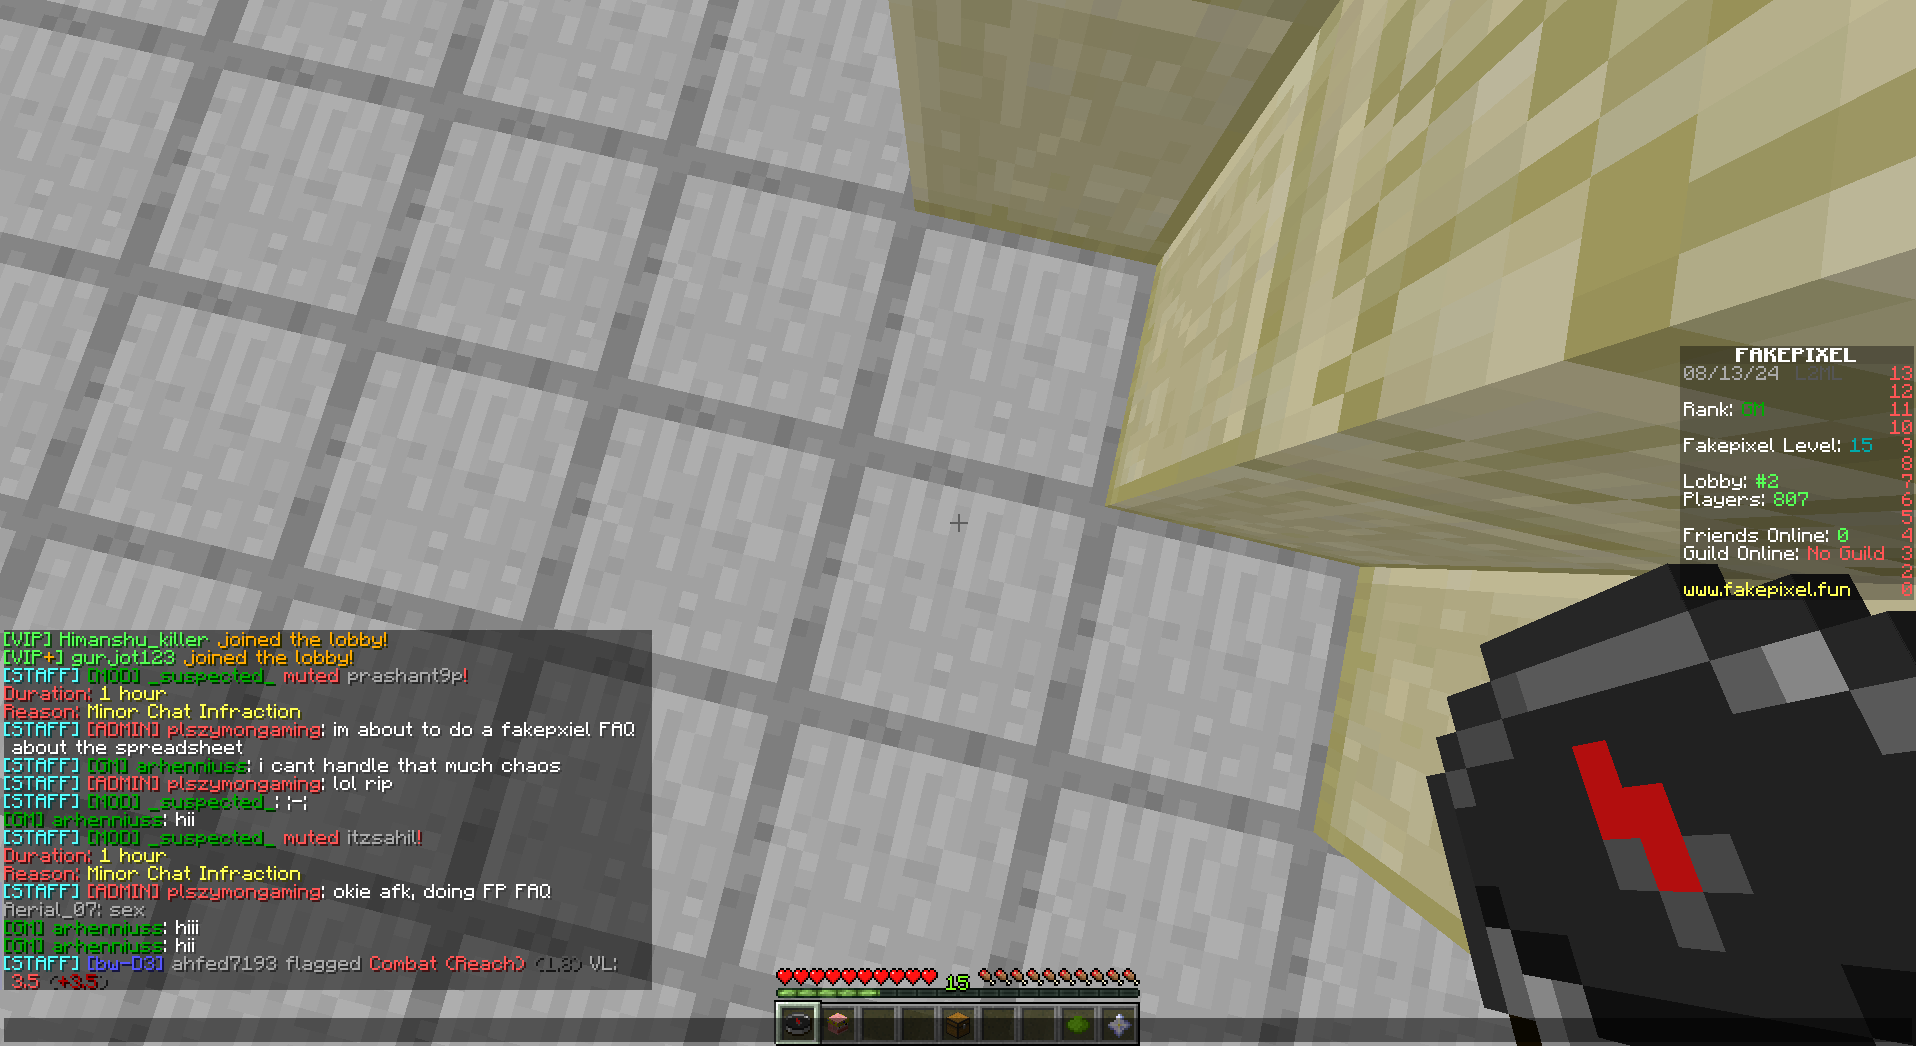 FAKEPIXEL
08/13/24 L2ML 13
12
Rank: GM 11
10
Fakepixel Level: 15 9
8
Lobby: #2 7
Players: 807 6
5
Friends Online: 0 4
Guild Online: No Guild 3
2
www.fakepixel.fun 0
[VIP] Himanshu_killer joined the lobby!
[VIP+] gurjot123 joined the lobby!
[STAFF] [MOD] _suspected_ muted prashant9p!
Duration: 1 hour
Reason: Minor Chat Infraction
[STAFF] [ADMIN] plszymongaming: im about to do a fakepxiel FAQ
about the spreadsheet
[STAFF] [GM] arhenniuss: i cant handle that much chaos
[STAFF] [ADMIN] plszymongaming: lol rip
[STAFF] [MOD] _suspected_: ;-;
[GM] arhenniuss: hii
[STAFF] [MOD] _suspected_ muted itzsahil!
Duration: 1 hour
Reason: Minor Chat Infraction
[STAFF] [ADMIN] plszymongaming: okie afk, doing FP FAQ
Aerial_07: sex
[GM] arhenniuss: hiii
[GM] arhenniuss: hii
[STAFF] [bw-D3] ahfed7193 flagged Combat (Reach) (1.8) VL:
3.5 (+3.5)
15